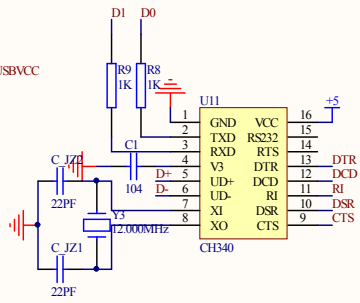 D1 D0
USBVCC
R9 R8
1K 1K
U11
+5
1 GND VCC 16
2 TXD RS232 15
3 RXD RTS 14
C1
4 V3 DTR 13 DTR
104
D+ 5 UD+ DCD 12 DCD
D- 6 UD- RI 11 RI
7 XI DSR 10 DSR
8 XO CTS 9 CTS
CH340
C_JZ2
22PF
Y3
12.000MHz
C_JZ1
22PF